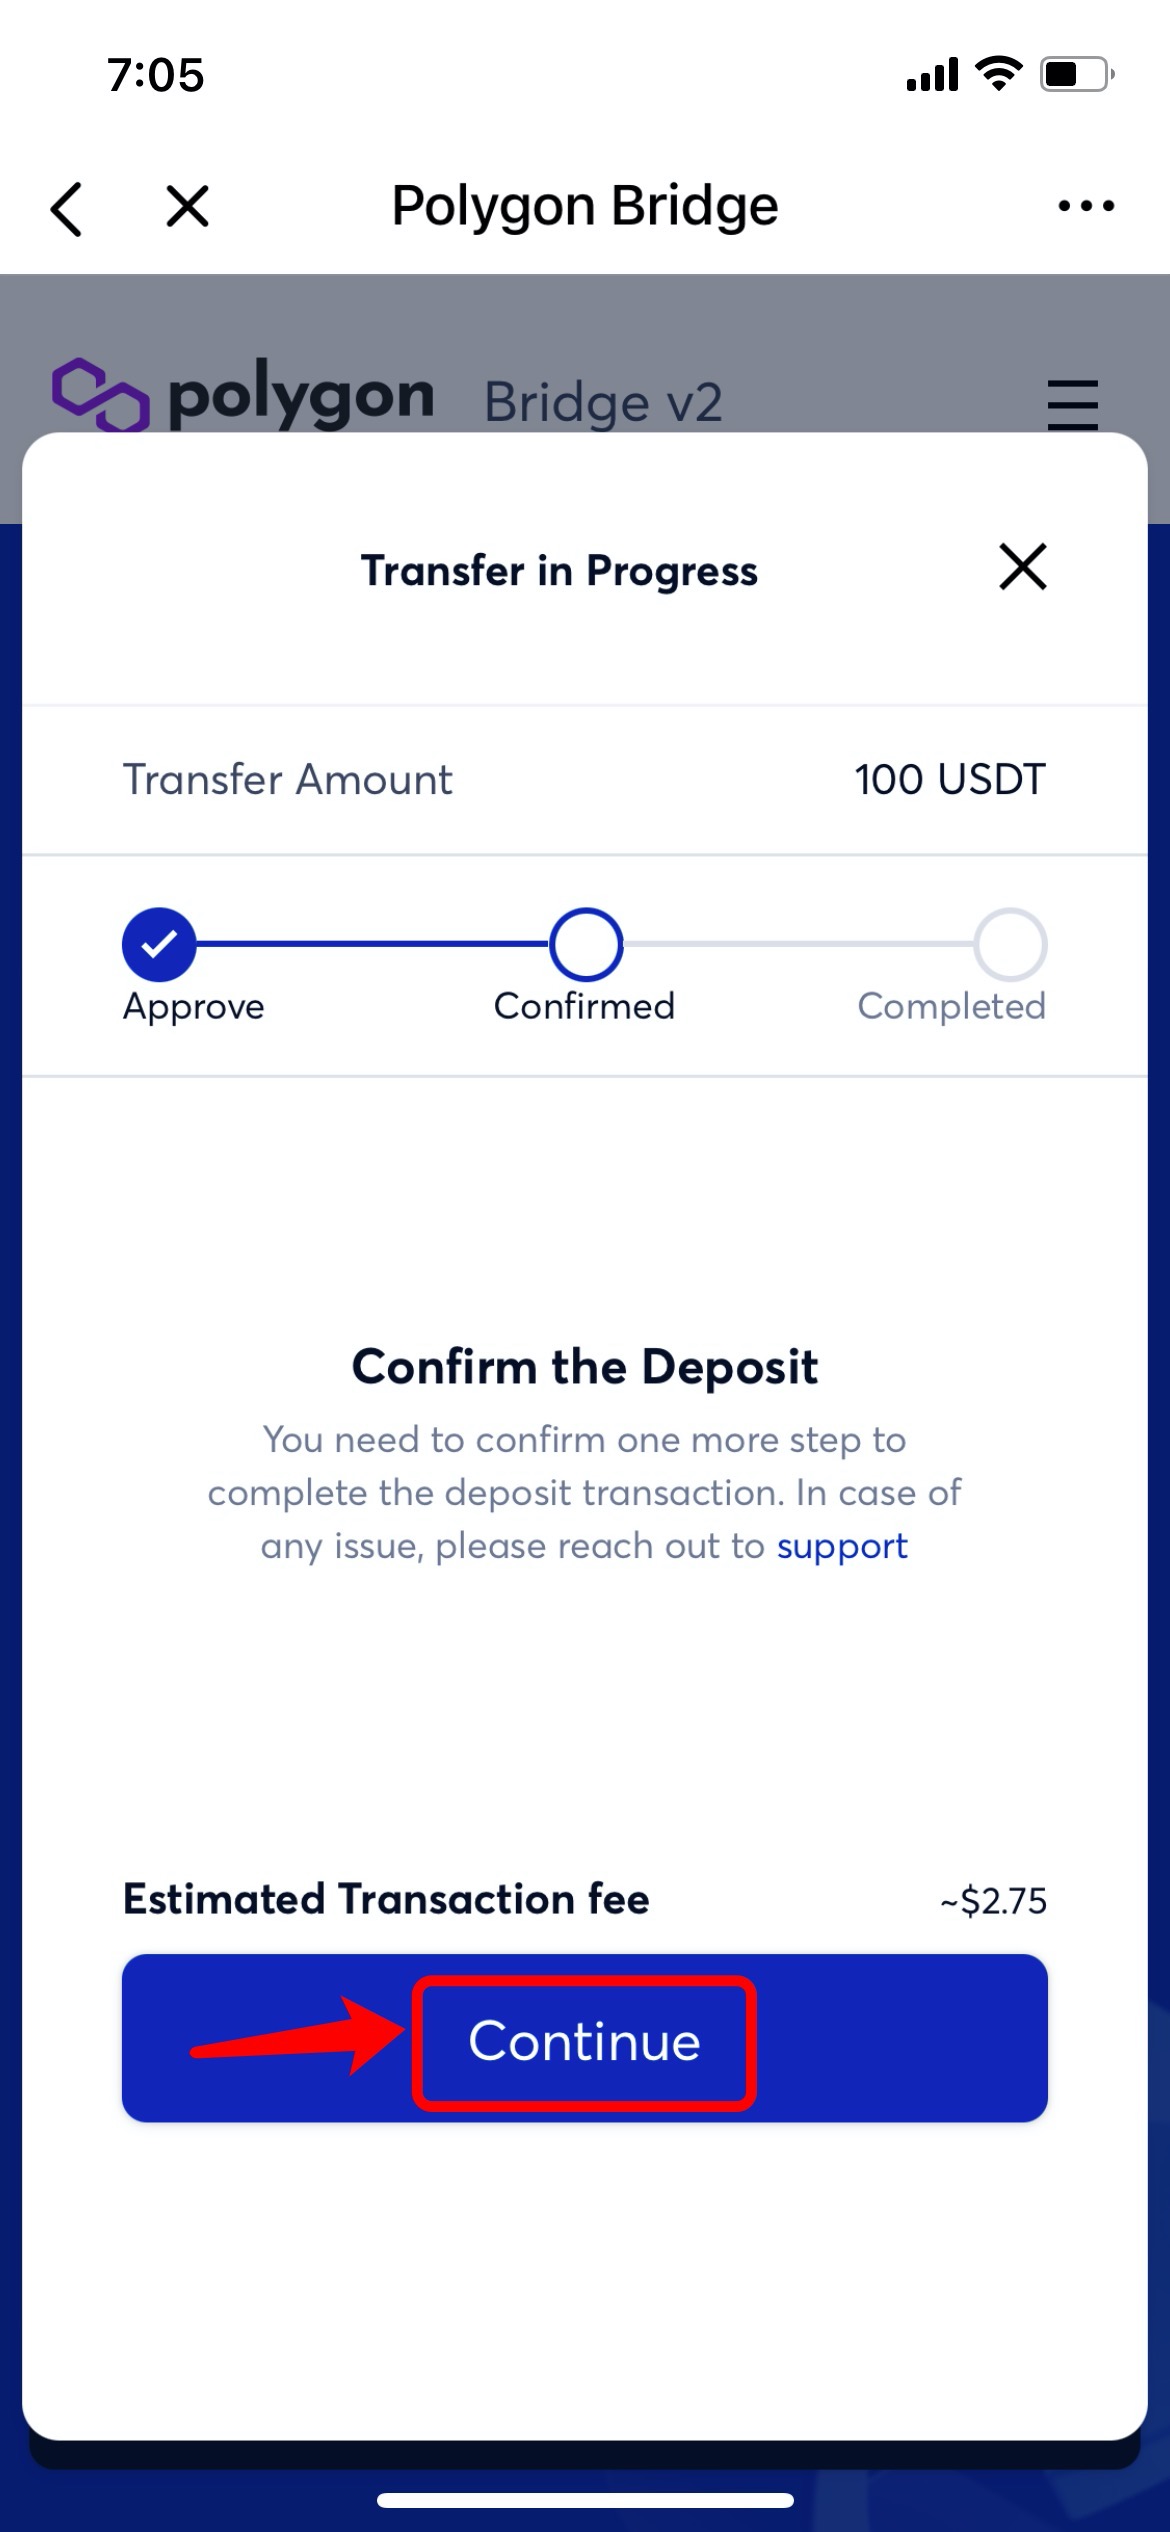 7:05
Polygon Bridge
polygon Bridge v2
Transfer in Progress
Transfer Amount 100 USDT
Approve Confirmed Completed
Confirm the Deposit
You need to confirm one more step to
complete the deposit transaction. In case of
any issue, please reach out to support
Estimated Transaction fee ~$2.75
Continue